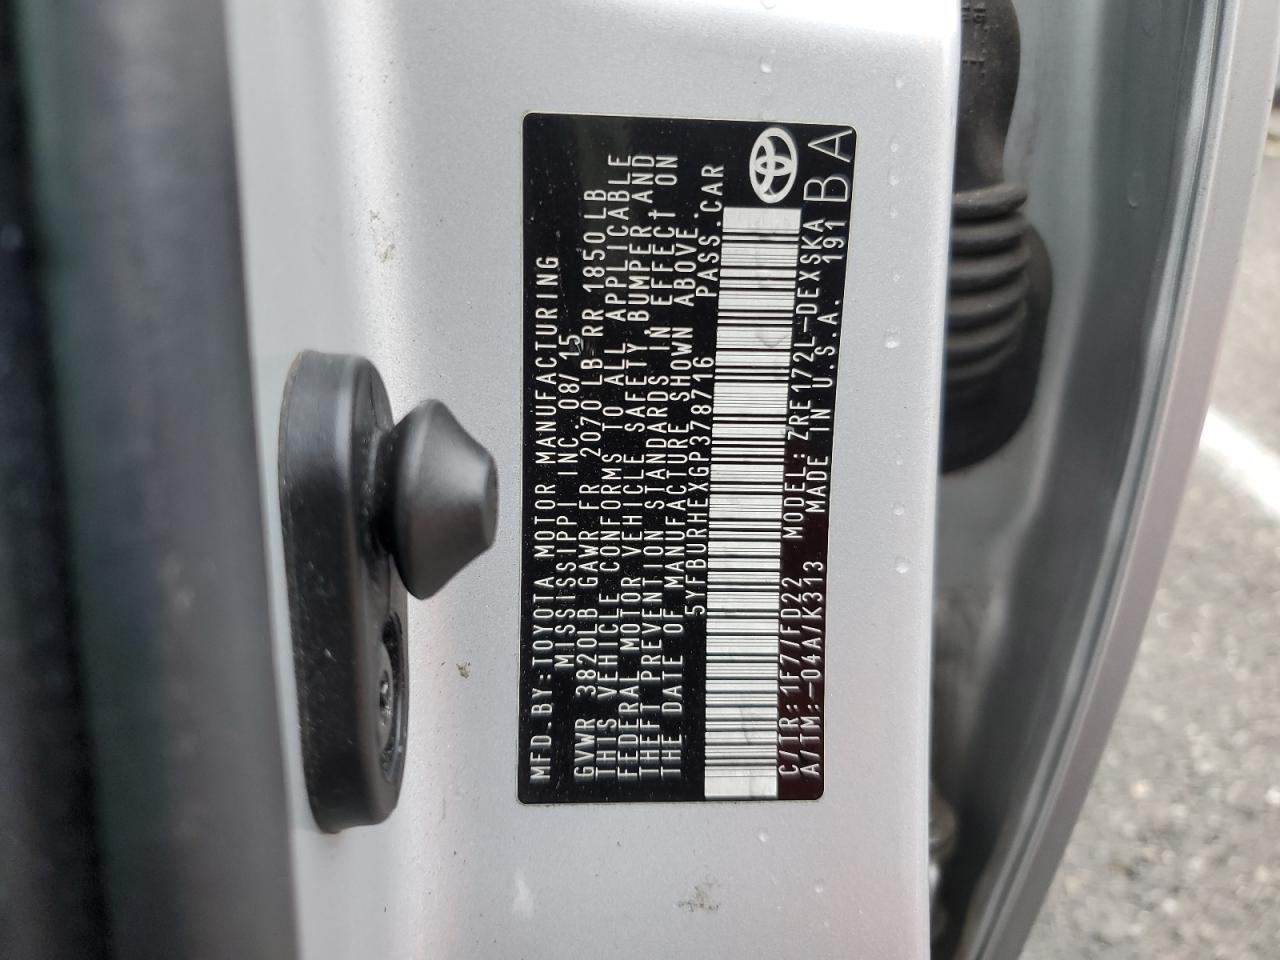 MFD.BY:TOYOTA MOTOR MANUFACTURING
MISSISSIPPI INC. 08/15
GVWR 3820LB GAWR FR 2070 LB RR 1850LB
THIS VEHICLE CONFORMS TO ALL APPLICABLE
FEDERAL MOTOR VEHICLE SAFETY, BUMPER AND
THEFT PREVENTION STANDARDS IN EFFECT ON
THE DATE OF MANUFACTURE SHOWN ABOVE.
5YFBURHEXGP378716 PASS.CAR
C/TR: 1F7/FD22 MODEL: ZRE172L-DEXSKA
A/TM:-04A/K313 MADE IN U.S.A. 191 BA